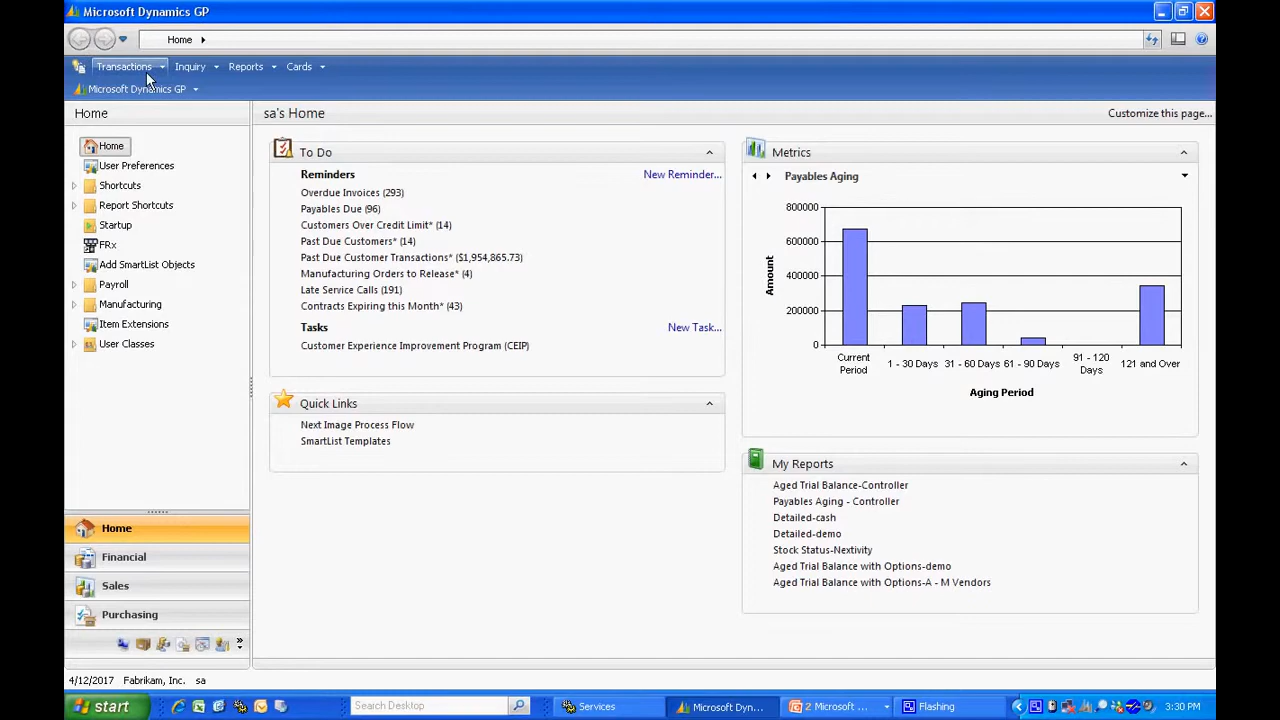 Microsoft Dynamics GP
Home
Transactions Inquiry Reports Cards
Microsoft Dynamics GP
Home
sa's Home
Customize this page...
Home
User Preferences
Shortcuts
Report Shortcuts
Startup
FRx
Add SmartList Objects
Payroll
Manufacturing
Item Extensions
User Classes
Home
Financial
Sales
Purchasing
To Do
Reminders
New Reminder...
Overdue Invoices (293)
Payables Due (96)
Customers Over Credit Limit* (14)
Past Due Customers* (14)
Past Due Customer Transactions* ($1,954,865.73)
Manufacturing Orders to Release* (4)
Late Service Calls (191)
Contracts Expiring this Month* (43)
Tasks
New Task...
Customer Experience Improvement Program (CEIP)
Quick Links
Next Image Process Flow
SmartList Templates
Metrics
Payables Aging
800000
600000
400000
200000
0
Amount
Current Period
1 - 30 Days
31 - 60 Days
61 - 90 Days
91 - 120 Days
121 and Over
Aging Period
My Reports
Aged Trial Balance-Controller
Payables Aging - Controller
Detailed-cash
Detailed-demo
Stock Status-Nextivity
Aged Trial Balance with Options-demo
Aged Trial Balance with Options-A - M Vendors
4/12/2017 Fabrikam, Inc. sa
start
Search Desktop
Services
Microsoft Dyn...
2 Microsoft ...
Flashing
3:30 PM